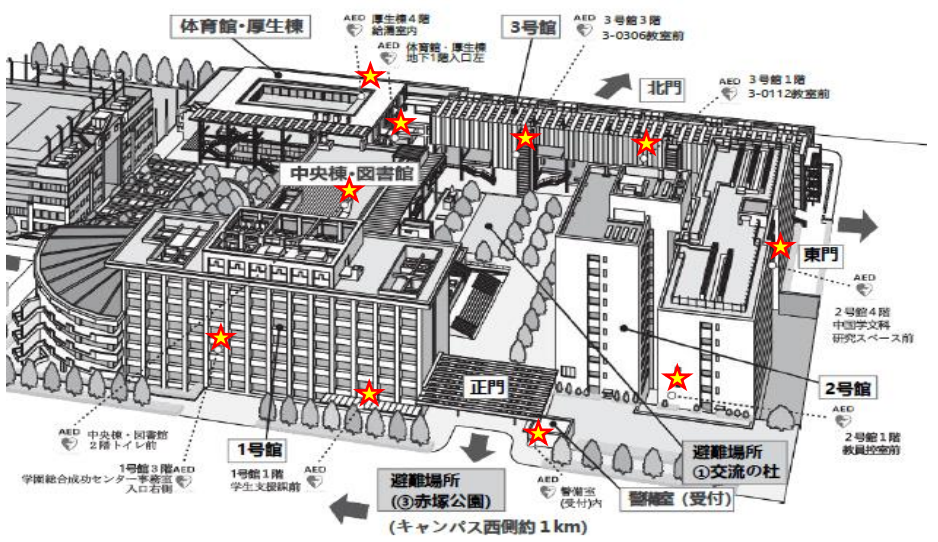 体育館・厚生棟
AED
厚生棟4階
給湯室内
AED
体育館・厚生棟
地下1階入口左
3号館
AED
3号館3階
3-0306教室前
北門
AED
3号館1階
3-0112教室前
中央棟・図書館
東門
AED
2号館4階
中国学文科
研究スペース前
正門
2号館
AED
2号館1階
教員控室前
AED
中央棟・図書館
2階トイレ前
1号館
1号館3階
AED
学園総合成功センター事務室
入口右側
1号館1階
AED
学生支援課前
避難場所
(③赤塚公園)
(キャンパス西側約1km)
AED
警備室
(受付)内
警備室(受付)
避難場所
①交流の杜